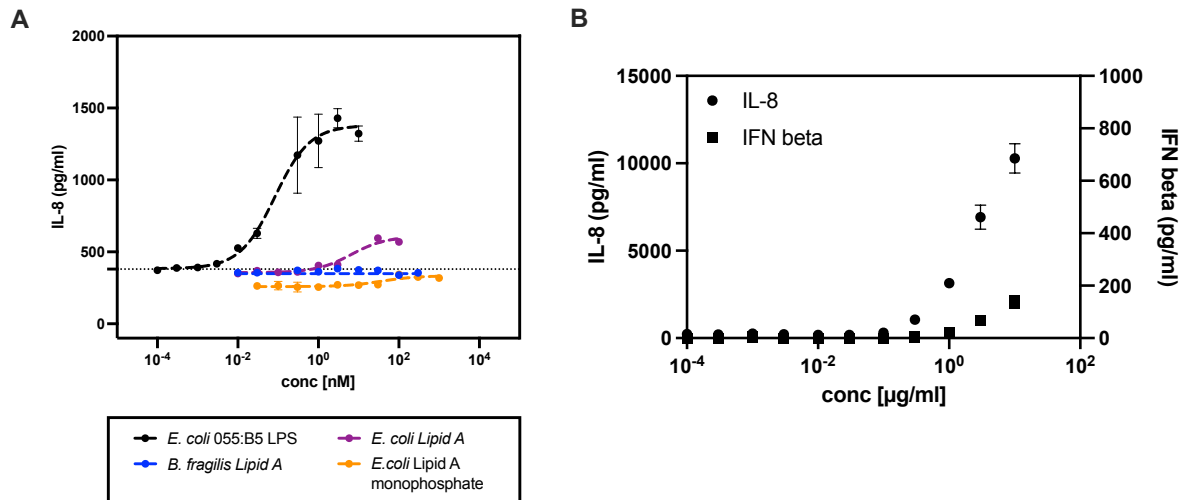 A
2000
1500
1000
500
0
IL-8 (pg/ml)
10⁻⁴ 10⁻² 10⁰ 10² 10⁴
conc [nM]
E. coli 055:B5 LPS
E. coli Lipid A
B. fragilis Lipid A
E.coli Lipid A
monophosphate
B
15000
10000
5000
0
IL-8
(pg/ml)
IL-8
IFN beta
1000
800
600
400
200
0
IFN beta (pg/ml)
10⁻⁴ 10⁻² 10⁰ 10²
conc [µg/ml]